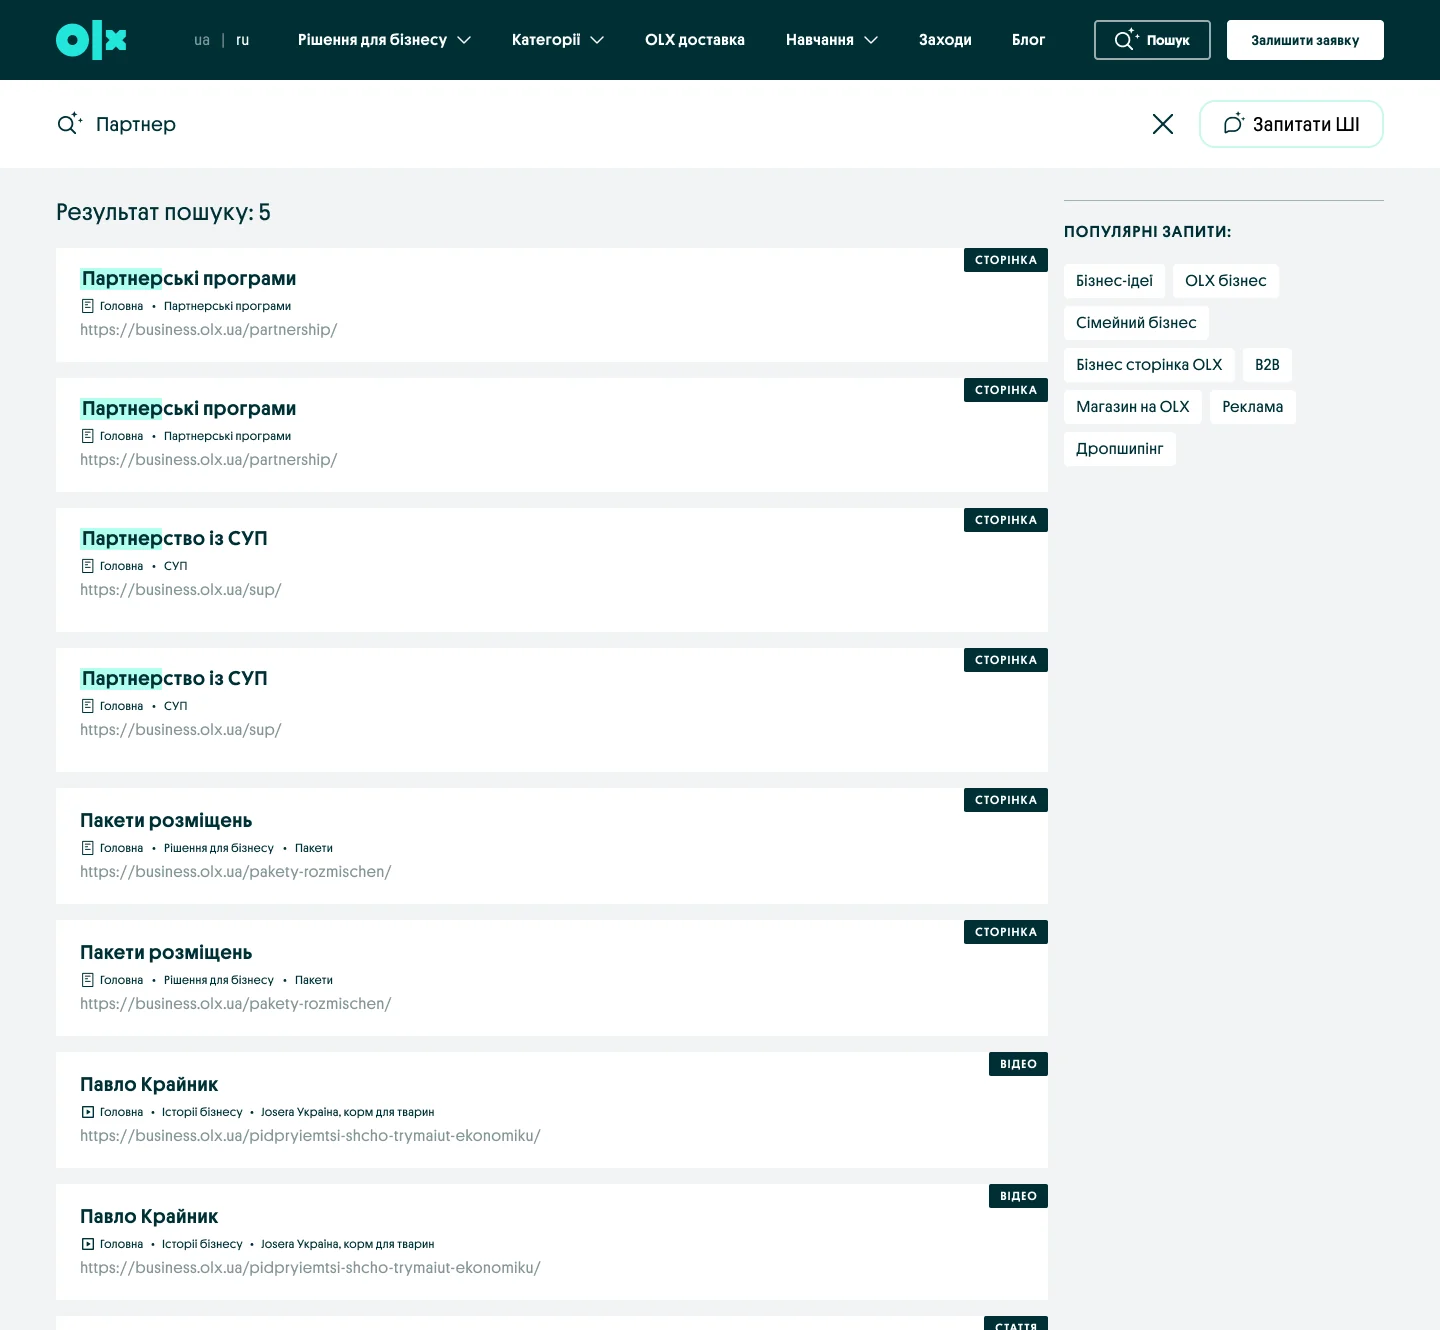 olx
ua | ru
Рішення для бізнесу
Категорії
OLX доставка
Навчання
Заходи
Блог
Пошук
Залишити заявку
Партнер
Запитати ШІ
Результат пошуку: 5
СТОРІНКА
Партнерські програми
Головна • Партнерські програми
https://business.olx.ua/partnership/
СТОРІНКА
Партнерські програми
Головна • Партнерські програми
https://business.olx.ua/partnership/
СТОРІНКА
Партнерство із СУП
Головна • СУП
https://business.olx.ua/sup/
СТОРІНКА
Партнерство із СУП
Головна • СУП
https://business.olx.ua/sup/
СТОРІНКА
Пакети розміщень
Головна • Рішення для бізнесу • Пакети
https://business.olx.ua/pakety-rozmischen/
СТОРІНКА
Пакети розміщень
Головна • Рішення для бізнесу • Пакети
https://business.olx.ua/pakety-rozmischen/
ВІДЕО
Павло Крайник
Головна • Історії бізнесу • Josera Україна, корм для тварин
https://business.olx.ua/pidpryiemtsi-shcho-trymaiut-ekonomiku/
ВІДЕО
Павло Крайник
Головна • Історії бізнесу • Josera Україна, корм для тварин
https://business.olx.ua/pidpryiemtsi-shcho-trymaiut-ekonomiku/
СТАТТЯ
ПОПУЛЯРНІ ЗАПИТИ:
Бізнес-ідеї
OLX бізнес
Сімейний бізнес
Бізнес сторінка OLX
B2B
Магазин на OLX
Реклама
Дропшипінг